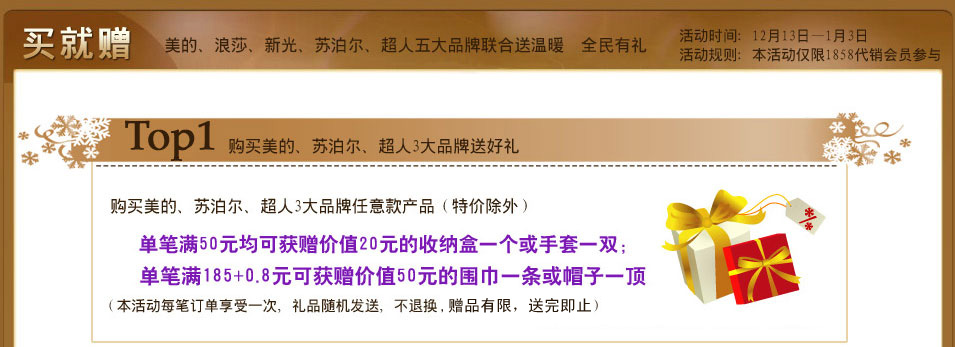 买就赠
美的、浪莎、新光、苏泊尔、超人五大品牌联合送温暖 全民有礼
活动时间: 12月13日—1月3日
活动规则: 本活动仅限1858代销会员参与
Top1 购买美的、苏泊尔、超人3大品牌送好礼
购买美的、苏泊尔、超人3大品牌任意款产品（特价除外）
单笔满50元均可获赠价值20元的收纳盒一个或手套一双;
单笔满185+0.8元可获赠价值50元的围巾一条或帽子一顶
（本活动每笔订单享受一次, 礼品随机发送, 不退换,赠品有限，送完即止）